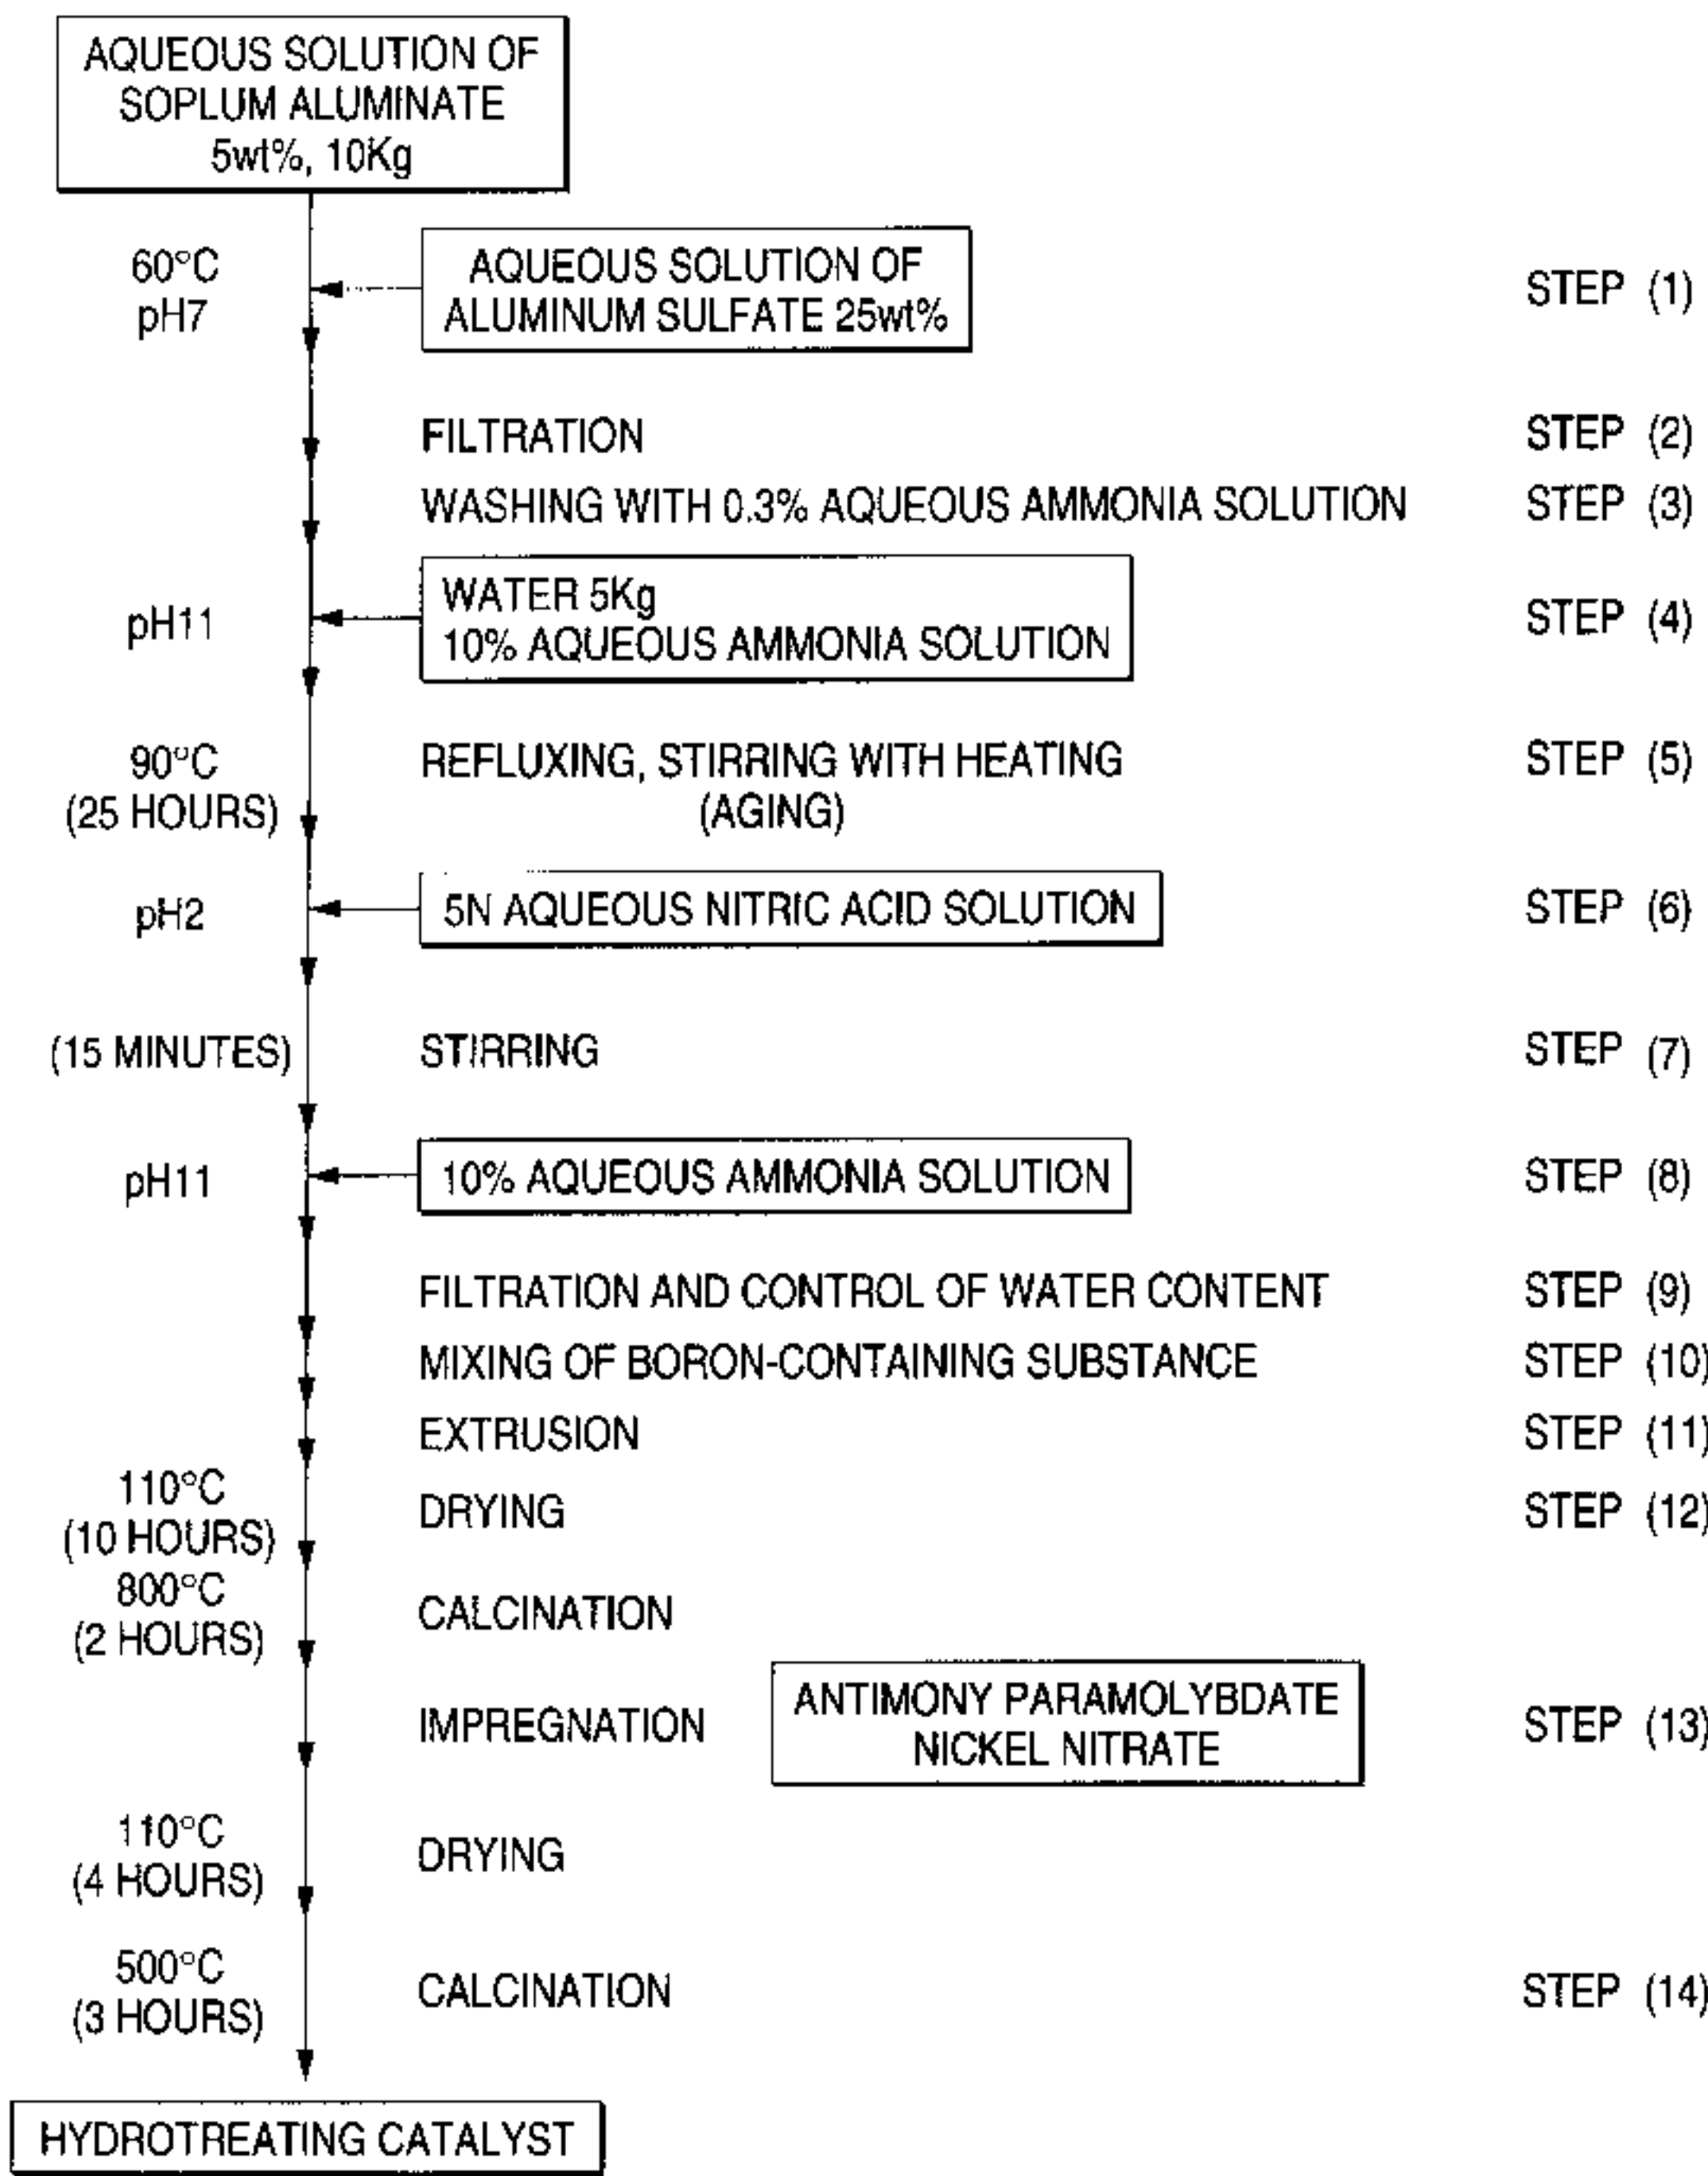 AQUEOUS SOLUTION OF
SOPLUM ALUMINATE
5wt%, 10Kg
60°C
pH7
AQUEOUS SOLUTION OF
ALUMINUM SULFATE 25wt%
STEP (1)
FILTRATION STEP (2)
WASHING WITH 0.3% AQUEOUS AMMONIA SOLUTION STEP (3)
pH11
WATER 5Kg
10% AQUEOUS AMMONIA SOLUTION
STEP (4)
90°C
(25 HOURS)
REFLUXING, STIRRING WITH HEATING
(AGING)
STEP (5)
pH2 5N AQUEOUS NITRIC ACID SOLUTION STEP (6)
(15 MINUTES) STIRRING STEP (7)
pH11 10% AQUEOUS AMMONIA SOLUTION STEP (8)
FILTRATION AND CONTROL OF WATER CONTENT STEP (9)
MIXING OF BORON-CONTAINING SUBSTANCE STEP (10)
EXTRUSION STEP (11)
110°C
(10 HOURS)
DRYING STEP (12)
800°C
(2 HOURS)
CALCINATION
IMPREGNATION
ANTIMONY PARAMOLYBDATE
NICKEL NITRATE
STEP (13)
110°C
(4 HOURS)
DRYING
500°C
(3 HOURS)
CALCINATION STEP (14)
HYDROTREATING CATALYST